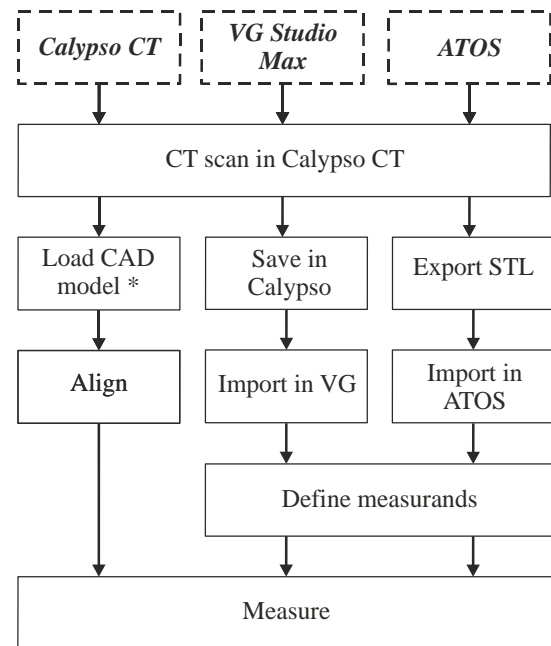 Calypso CT
VG Studio
Max
ATOS
CT scan in Calypso CT
Load CAD
model *
Save in
Calypso
Export STL
Align
Import in VG
Import in
ATOS
Define measurands
Measure